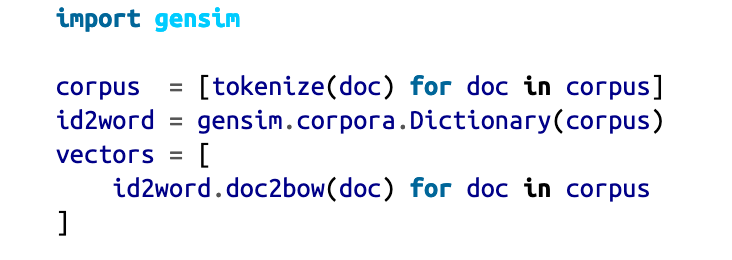 import gensim
corpus  = [tokenize(doc) for doc in corpus]
id2word = gensim.corpora.Dictionary(corpus)
vectors = [
    id2word.doc2bow(doc) for doc in corpus
]